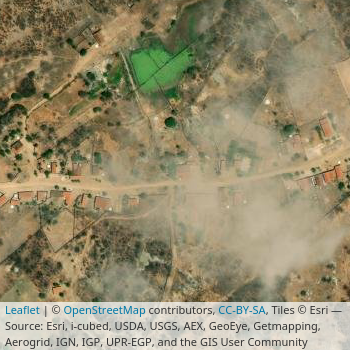 Leaflet | © OpenStreetMap contributors, CC-BY-SA, Tiles © Esri —
Source: Esri, i-cubed, USDA, USGS, AEX, GeoEye, Getmapping,
Aerogrid, IGN, IGP, UPR-EGP, and the GIS User Community